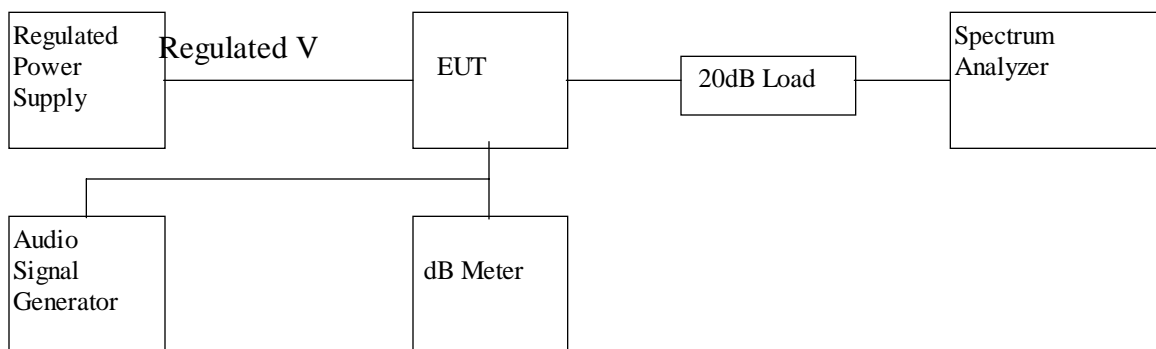 Regulated
Power
Supply
Regulated V
EUT
20dB Load
Spectrum
Analyzer
Audio
Signal
Generator
dB Meter